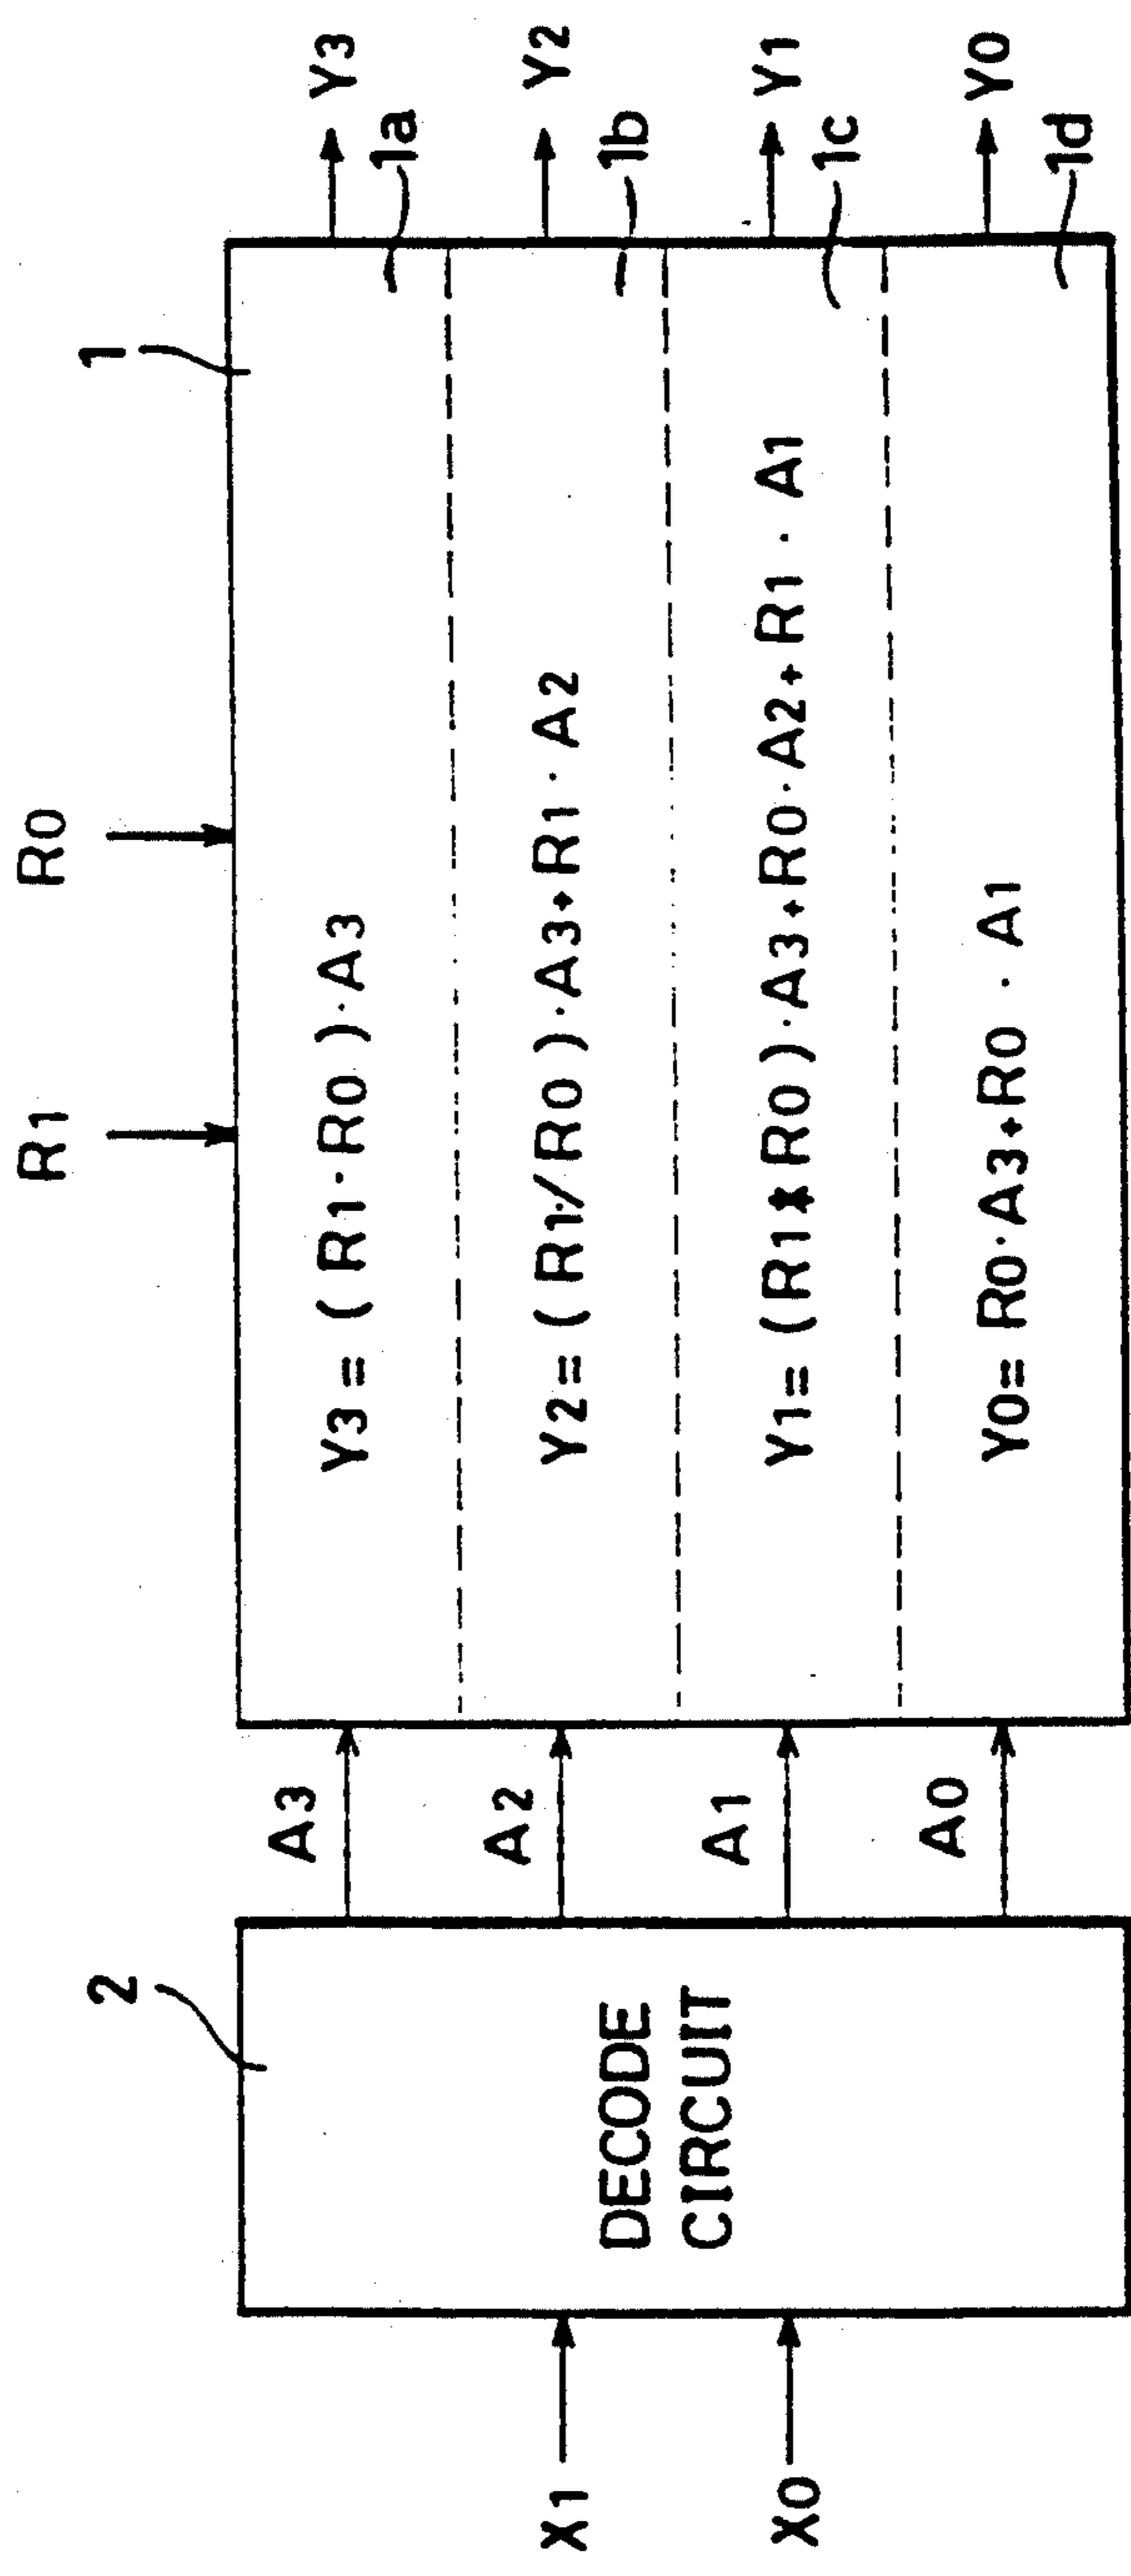 R1
R0
1
2
X1
X0
DECODE
CIRCUIT
A3
A2
A1
A0
Y3 = ( R1 · R0 ) · A3
Y2 = ( R1/R0 ) · A3 + R1 · A2
Y1 = ( R1 * R0 ) · A3 + R0 · A2 + R1 · A1
Y0 = R0 · A3 + R0 · A1
Y3
1a
Y2
1b
Y1
1c
Y0
1d